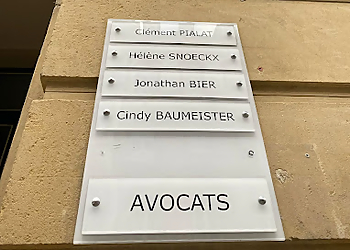 Clément PIALAT
Hélène SNOECKX
Jonathan BIER
Cindy BAUMEISTER
AVOCATS